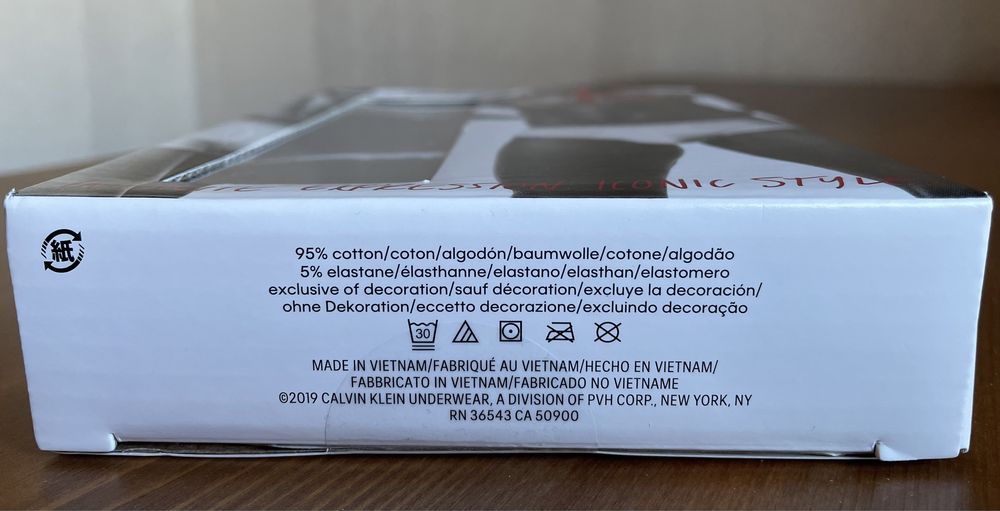 ICONIC STYLE
紙
95% cotton/coton/algodón/baumwolle/cotone/algodão
5% elastane/élasthanne/elastano/elasthan/elastomero
exclusive of decoration/sauf décoration/excluye la decoración/
ohne Dekoration/eccetto decorazione/excluindo decoração
30
MADE IN VIETNAM/FABRIQUÉ AU VIETNAM/HECHO EN VIETNAM/
FABBRICATO IN VIETNAM/FABRICADO NO VIETNAME
©2019 CALVIN KLEIN UNDERWEAR, A DIVISION OF PVH CORP., NEW YORK, NY
RN 36543 CA 50900